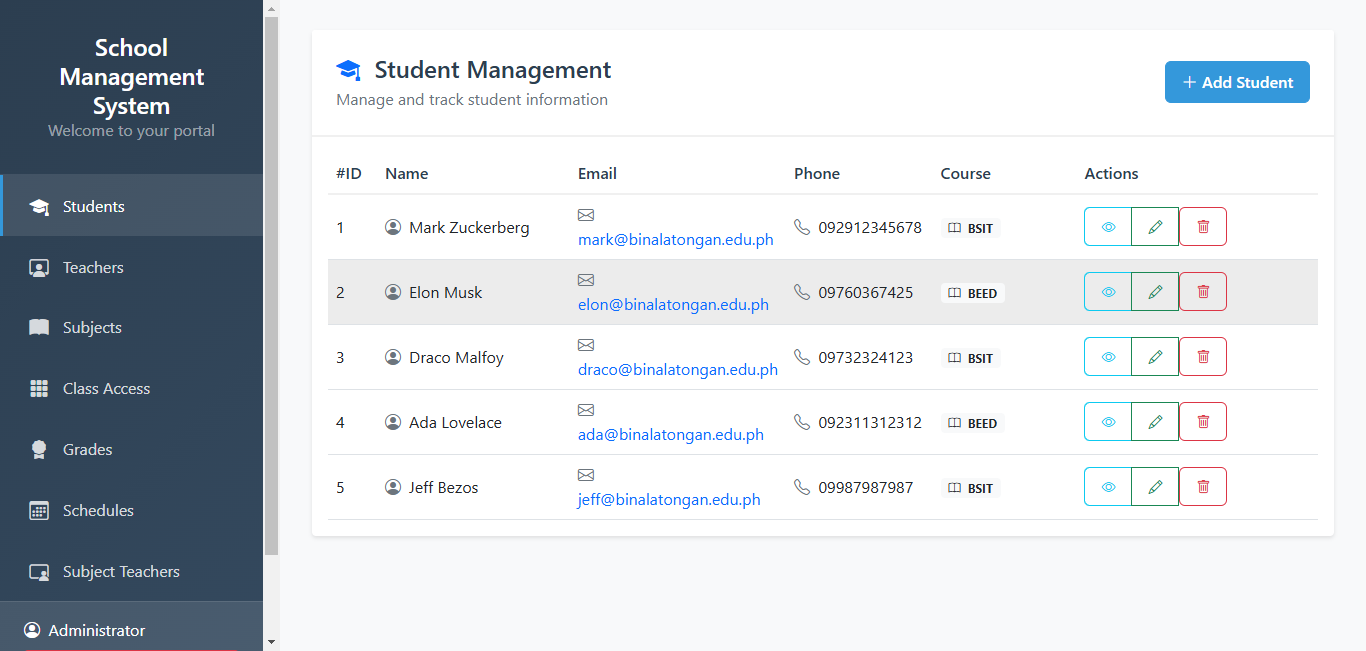 School
Management
System
Welcome to your portal
Students
Teachers
Subjects
Class Access
Grades
Schedules
Subject Teachers
Administrator
Student Management
Manage and track student information
+ Add Student
#ID Name Email Phone Course Actions
1 Mark Zuckerberg mark@binalatongan.edu.ph 092912345678 BSIT
2 Elon Musk elon@binalatongan.edu.ph 09760367425 BEED
3 Draco Malfoy draco@binalatongan.edu.ph 09732324123 BSIT
4 Ada Lovelace ada@binalatongan.edu.ph 092311312312 BEED
5 Jeff Bezos jeff@binalatongan.edu.ph 09987987987 BSIT